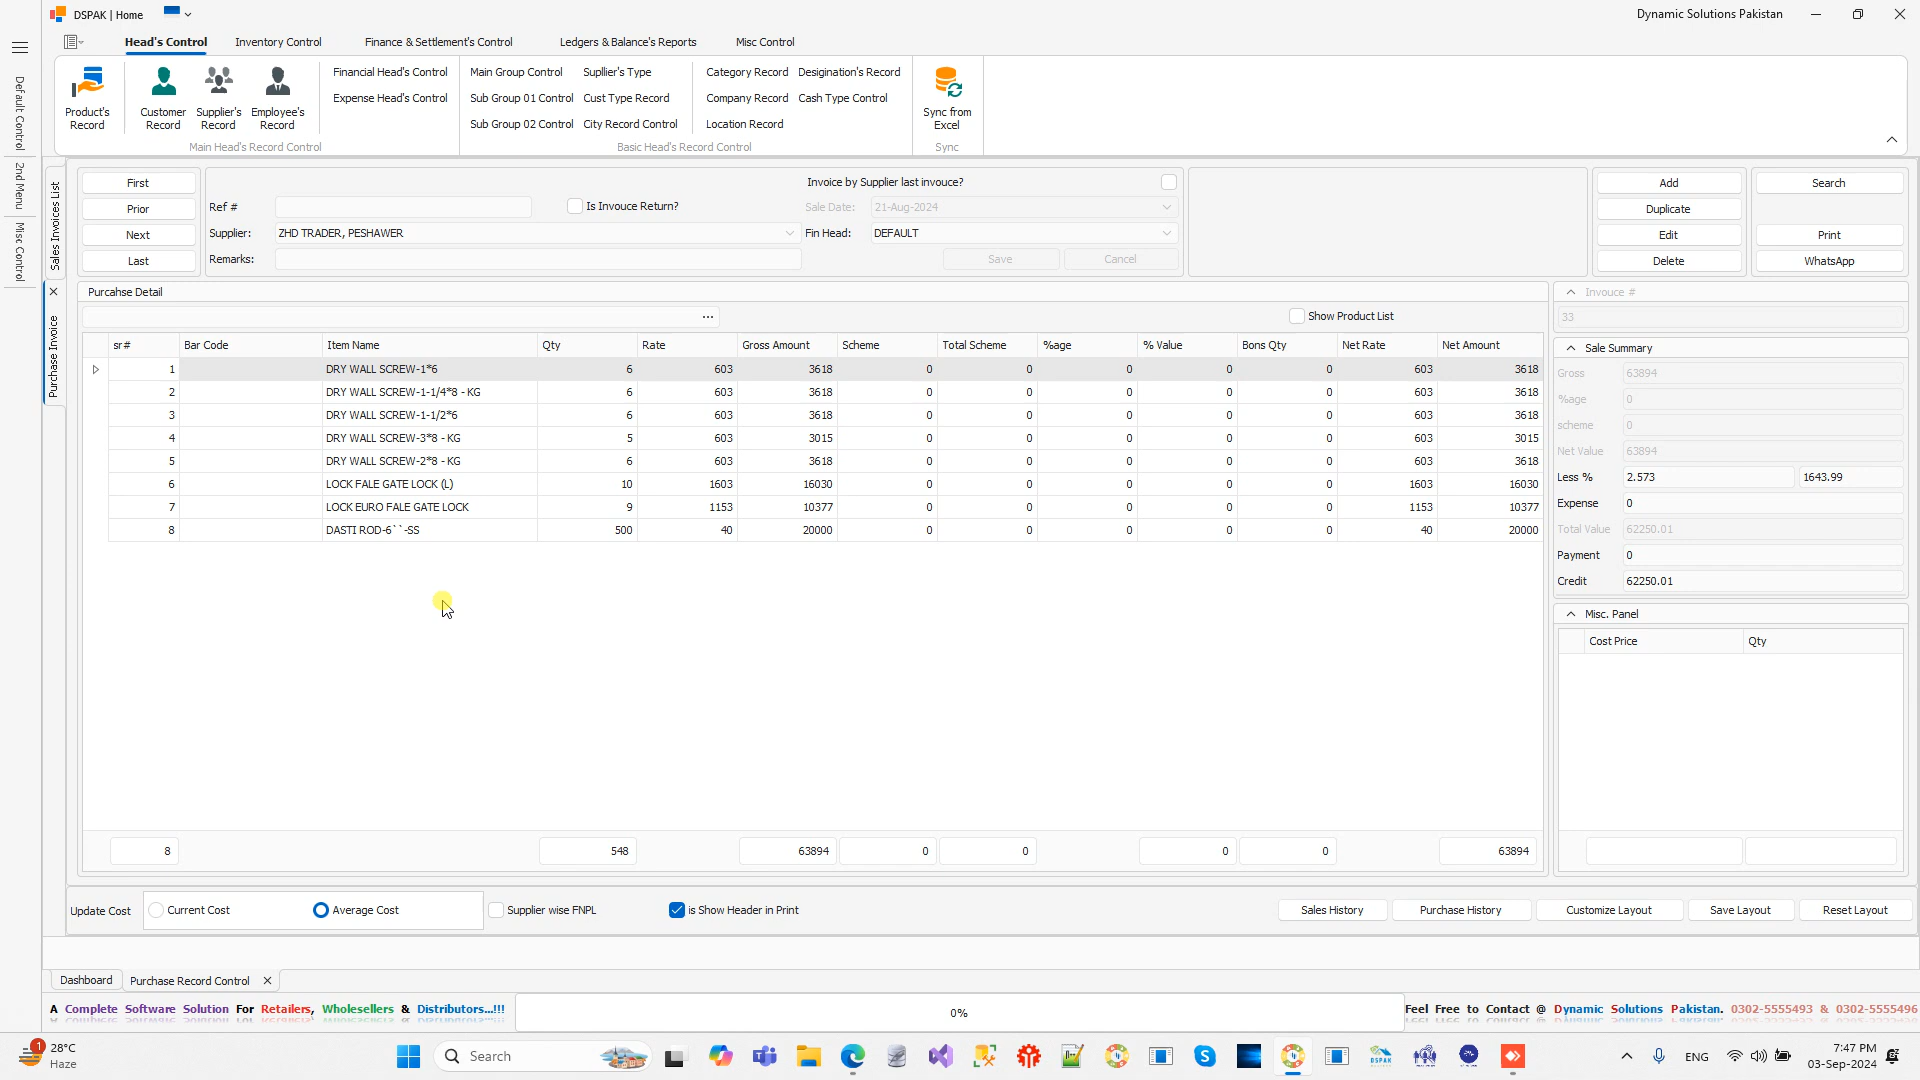 DSPAK | Home
Dynamic Solutions Pakistan
Head's Control Inventory Control Finance & Settlement's Control Ledgers & Balance's Reports Misc Control
Default Control
2nd Menu
Misc Control
Product's Record
Customer Record
Supplier's Record
Employee's Record
Financial Head's Control
Expense Head's Control
Main Head's Record Control
Main Group Control Supllier's Type
Sub Group 01 Control Cust Type Record
Sub Group 02 Control City Record Control
Category Record Designation's Record
Company Record Cash Type Control
Location Record
Basic Head's Record Control
Sync from Excel
Sync
Sales Invoices List
Purchase Invoice
First
Prior
Next
Last
Invoice by Supplier last invouce?
Ref # Is Invouce Return? Sale Date: 21-Aug-2024
Supplier: ZHD TRADER, PESHAWER Fin Head: DEFAULT
Remarks: Save Cancel
Add Search
Duplicate
Edit Print
Delete WhatsApp
Purcahse Detail
... Show Product List
sr# Bar Code Item Name Qty Rate Gross Amount Scheme Total Scheme %age % Value Bons Qty Net Rate Net Amount
1 DRY WALL SCREW-1*6 6 603 3618 0 0 0 0 0 603 3618
2 DRY WALL SCREW-1-1/4*8 - KG 6 603 3618 0 0 0 0 0 603 3618
3 DRY WALL SCREW-1-1/2*6 6 603 3618 0 0 0 0 0 603 3618
4 DRY WALL SCREW-3*8 - KG 5 603 3015 0 0 0 0 0 603 3015
5 DRY WALL SCREW-2*8 - KG 6 603 3618 0 0 0 0 0 603 3618
6 LOCK FALE GATE LOCK (L) 10 1603 16030 0 0 0 0 0 1603 16030
7 LOCK EURO FALE GATE LOCK 9 1153 10377 0 0 0 0 0 1153 10377
8 DASTI ROD-6``-SS 500 40 20000 0 0 0 0 0 40 20000
8 548 63894 0 0 0 0 63894
Invouce #
33
Sale Summary
Gross 63894
%age 0
scheme 0
Net Value 63894
Less % 2.573 1643.99
Expense 0
Total Value 62250.01
Payment 0
Credit 62250.01
Misc. Panel
Cost Price Qty
Update Cost Current Cost Average Cost Supplier wise FNPL is Show Header in Print Sales History Purchase History Customize Layout Save Layout Reset Layout
Dashboard Purchase Record Control
A Complete Software Solution For Retailers, Wholesellers & Distributors...!!!
0%
Feel Free to Contact @ Dynamic Solutions Pakistan. 0302-5555493 & 0302-5555496
1
28°C
Haze
Search
ENG
7:47 PM
03-Sep-2024